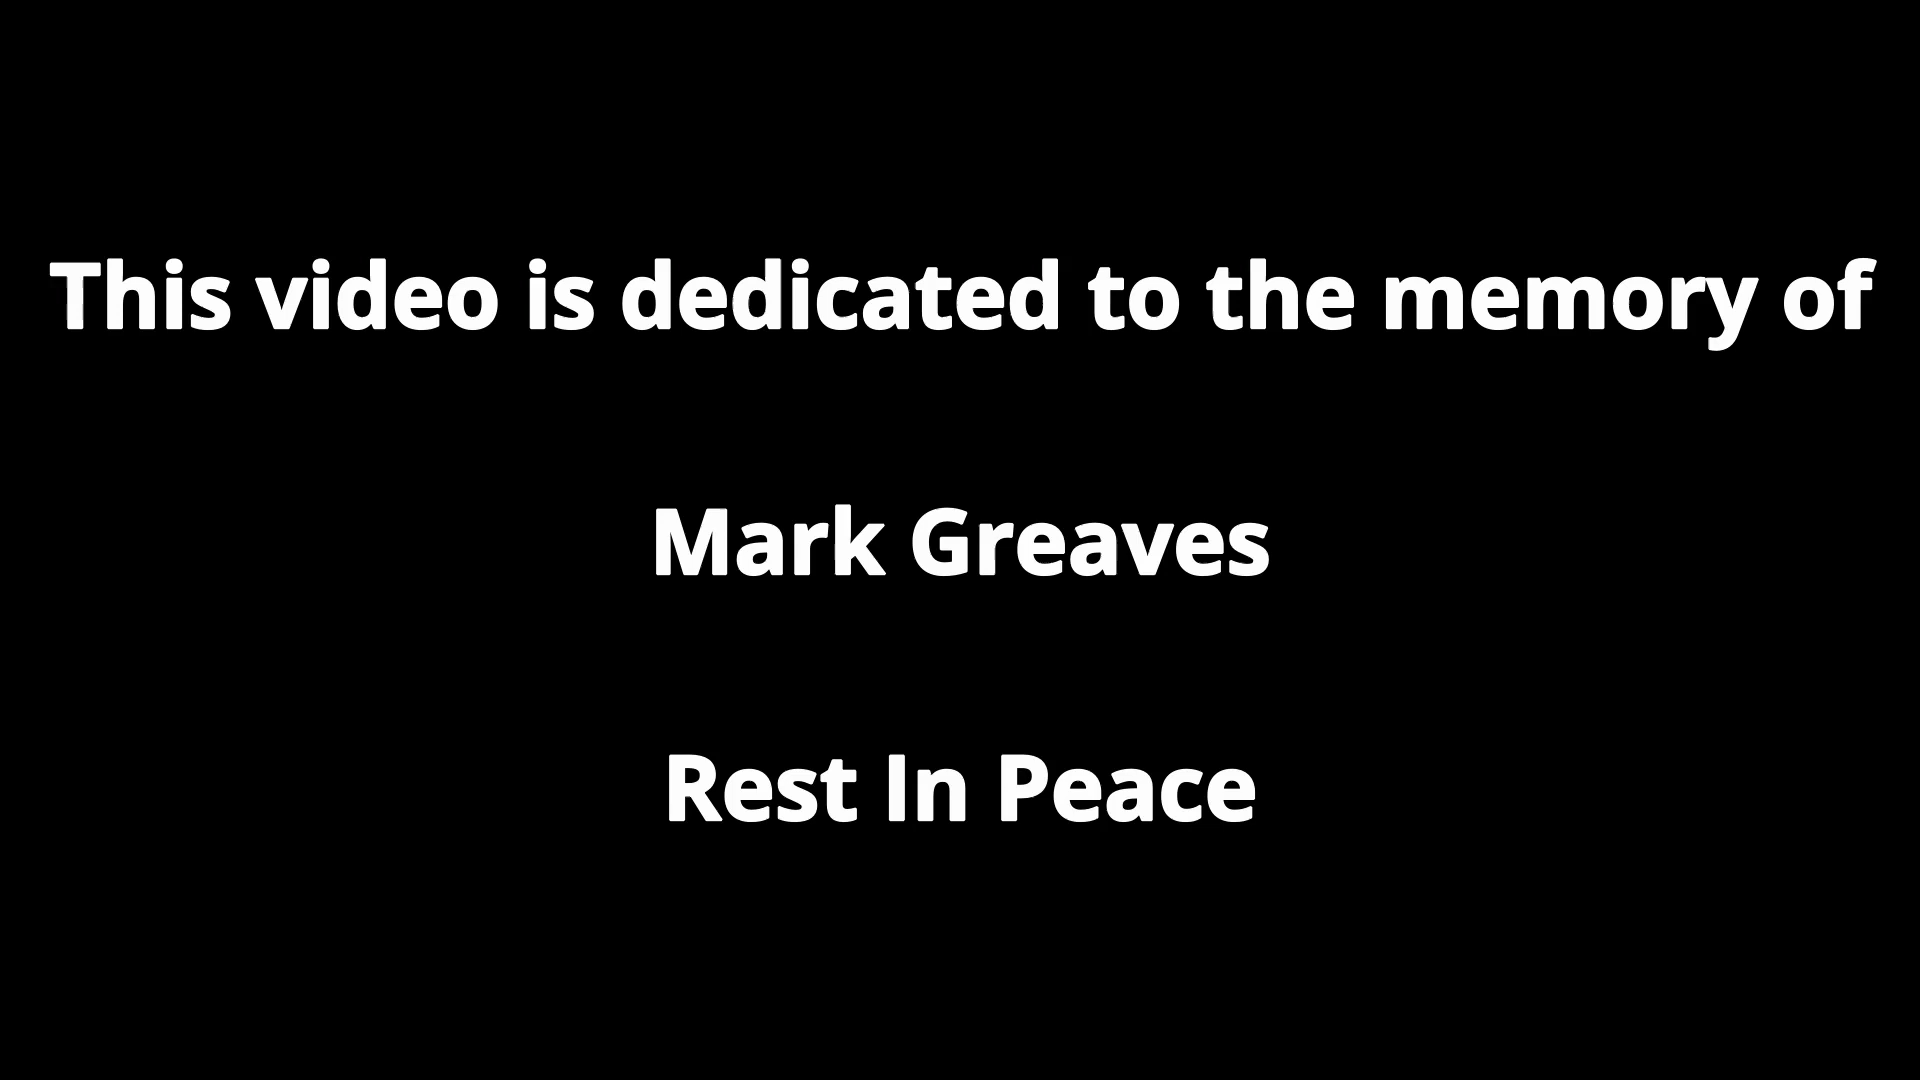 This video is dedicated to the memory of
Mark Greaves
Rest In Peace